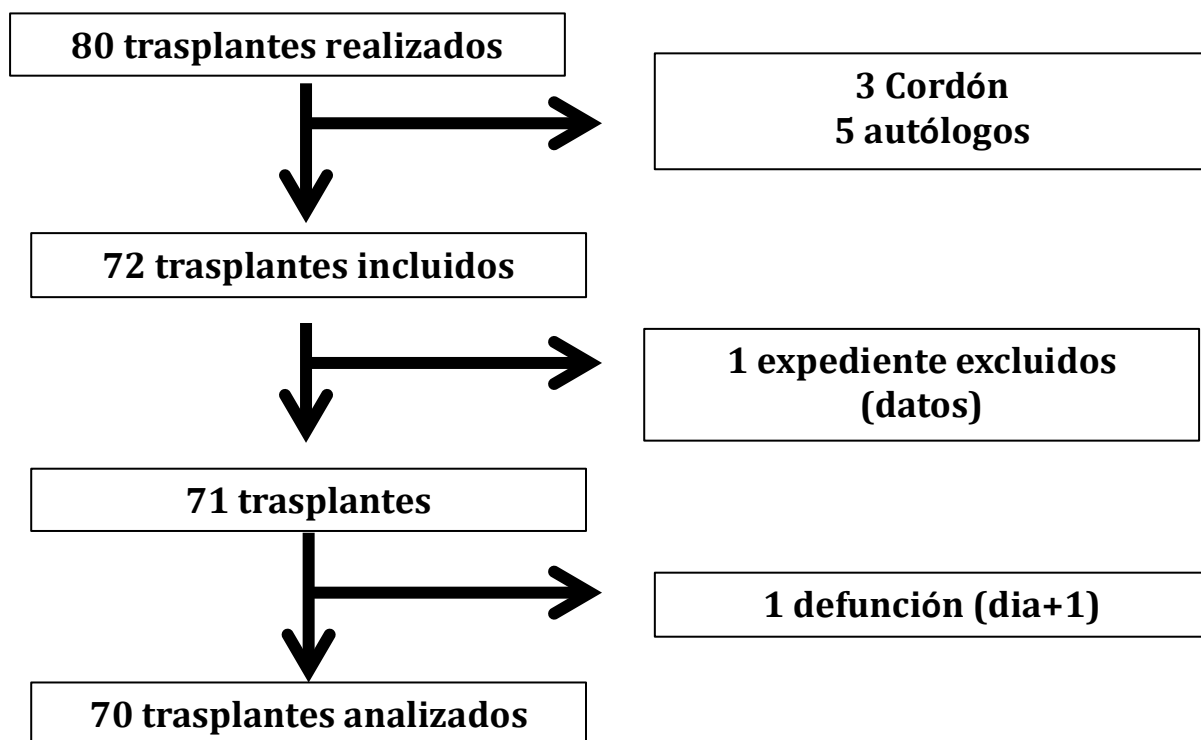 80 trasplantes realizados
3 Cordón
5 autólogos
72 trasplantes incluidos
1 expediente excluidos
(datos)
71 trasplantes
1 defunción (dia+1)
70 trasplantes analizados